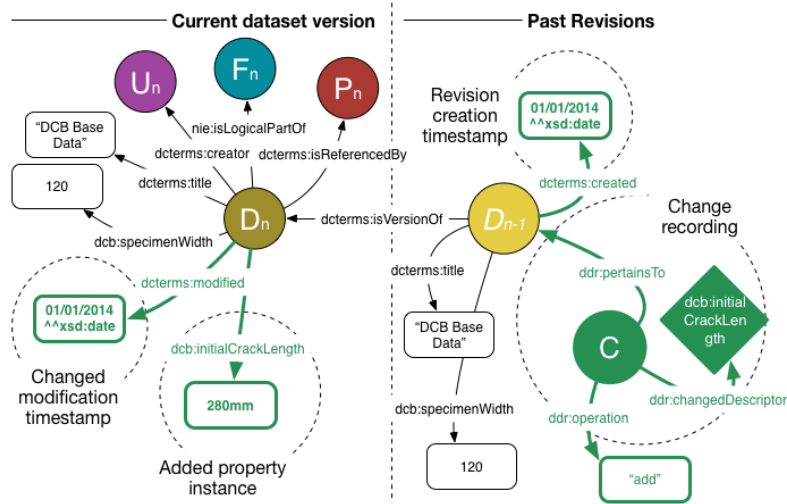 Current dataset version
Past Revisions
Un
Fn
Pn
nie:isLogicalPartOf
dcterms:creator
dcterms:isReferencedBy
"DCB Base
Data"
dcterms:title
120
dcb:specimenWidth
Dn
dcterms:modified
01/01/2014
^^xsd:date
Changed
modification
timestamp
dcb:initialCrackLength
280mm
Added property
instance
dcterms:isVersionOf
Revision
creation
timestamp
01/01/2014
^^xsd:date
dcterms:created
Dn-1
dcterms:title
"DCB Base
Data"
dcb:specimenWidth
120
Change
recording
ddr:pertainsTo
dcb:initial
CrackLen
gth
C
ddr:changedDescriptor
ddr:operation
"add"